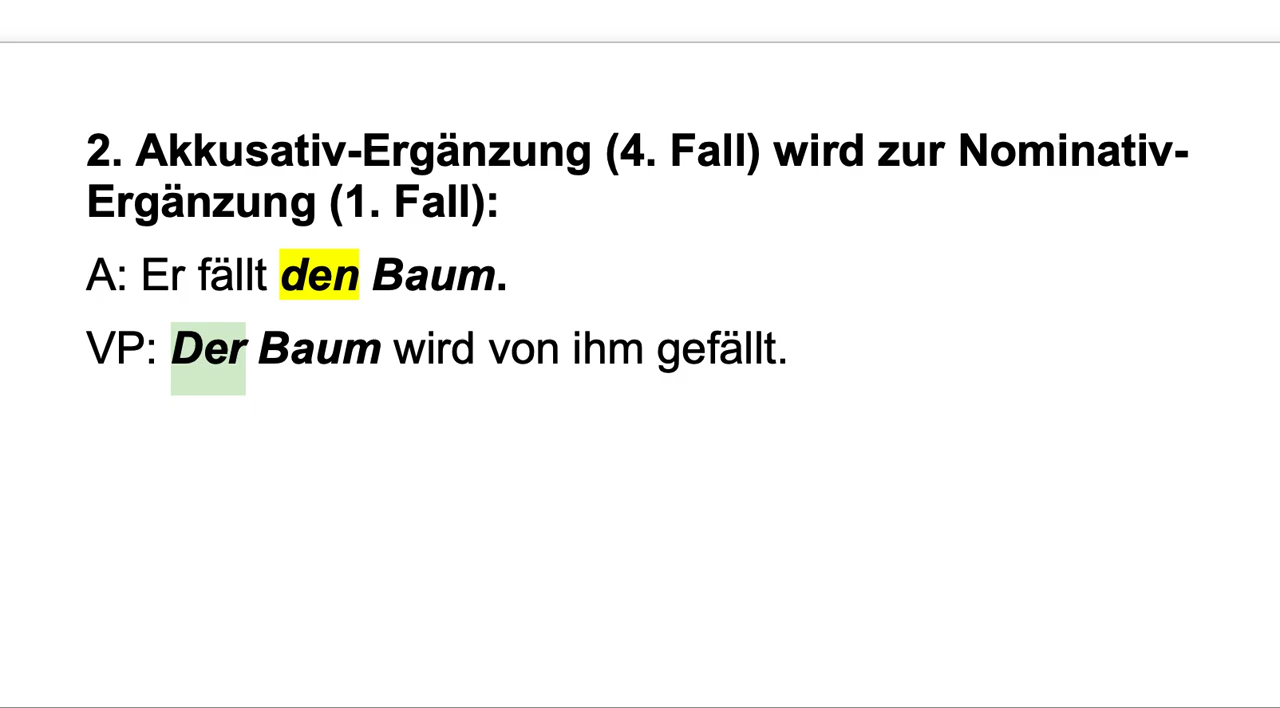 2. Akkusativ-Ergänzung (4. Fall) wird zur Nominativ-
Ergänzung (1. Fall):
A: Er fällt den Baum.
VP: Der Baum wird von ihm gefällt.